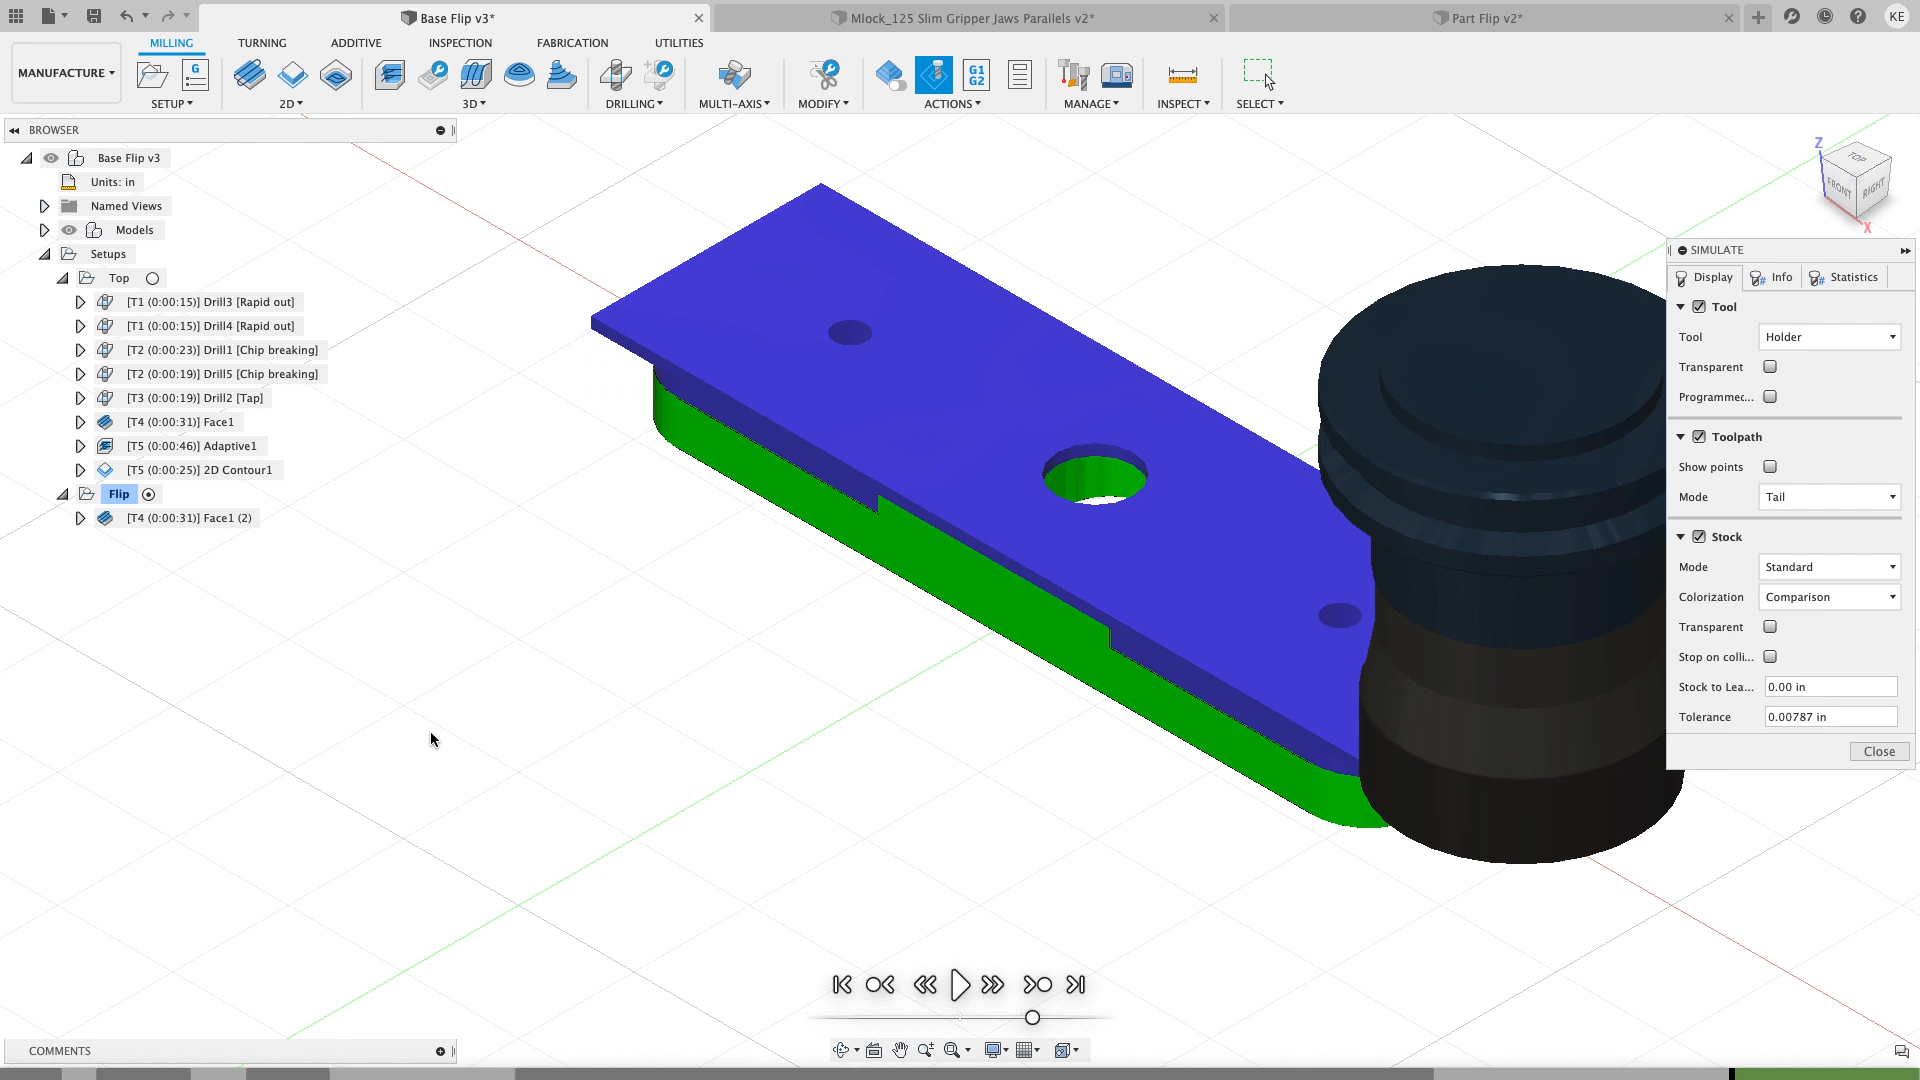 Base Flip v3*
Mlock_125 Slim Gripper Jaws Parallels v2*
Part Flip v2*
KE
MANUFACTURE
MILLING
TURNING
ADDITIVE
INSPECTION
FABRICATION
UTILITIES
G
G1
G2
SETUP
2D
3D
DRILLING
MULTI-AXIS
MODIFY
ACTIONS
MANAGE
INSPECT
SELECT
BROWSER
Base Flip v3
Units: in
Named Views
Models
Setups
Top
[T1 (0:00:15)] Drill3 [Rapid out]
[T1 (0:00:15)] Drill4 [Rapid out]
[T2 (0:00:23)] Drill1 [Chip breaking]
[T2 (0:00:19)] Drill5 [Chip breaking]
[T3 (0:00:19)] Drill2 [Tap]
[T4 (0:00:31)] Face1
[T5 (0:00:46)] Adaptive1
[T5 (0:00:25)] 2D Contour1
Flip
[T4 (0:00:31)] Face1 (2)
Z
TOP
FRONT
RIGHT
X
SIMULATE
Display
Info
Statistics
Tool
Tool
Holder
Transparent
Programmec...
Toolpath
Show points
Mode
Tail
Stock
Mode
Standard
Colorization
Comparison
Transparent
Stop on colli...
Stock to Lea...
0.00 in
Tolerance
0.00787 in
Close
COMMENTS